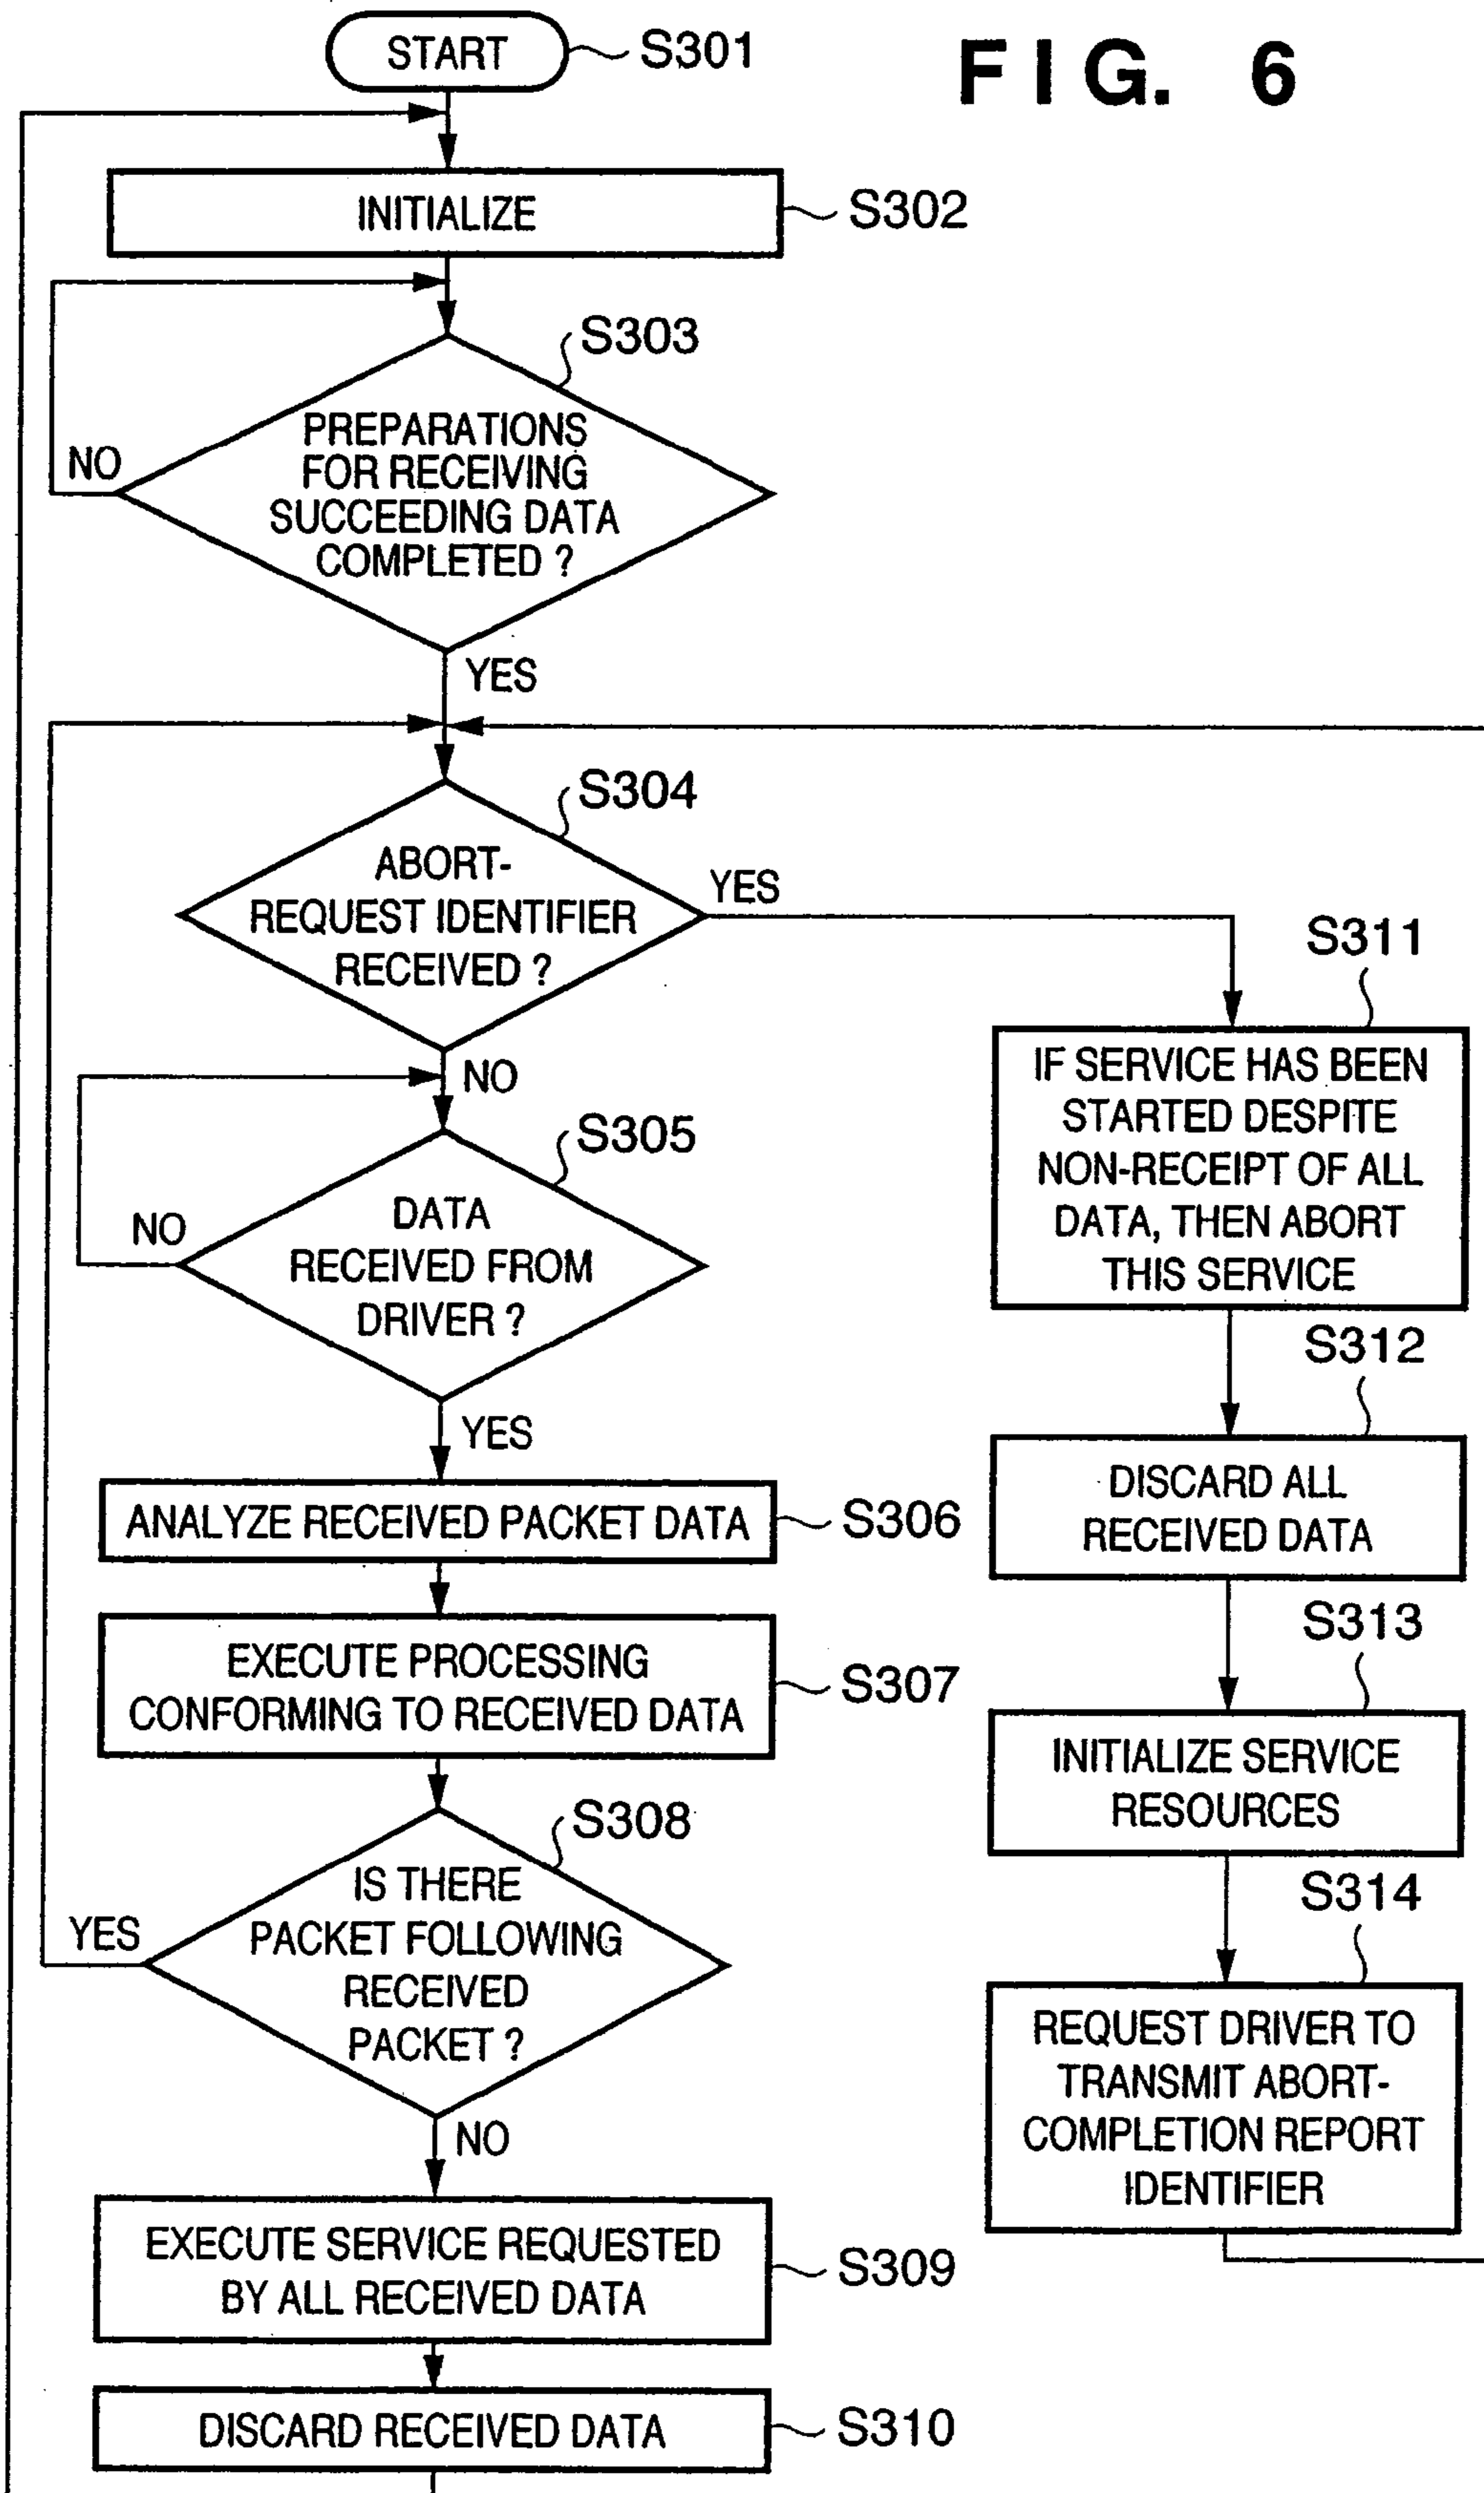 FIG. 6
START
S301
INITIALIZE
S302
S303
PREPARATIONS
FOR RECEIVING
SUCCEEDING DATA
COMPLETED ?
NO
YES
S304
ABORT-
REQUEST IDENTIFIER
RECEIVED ?
YES
NO
S305
DATA
RECEIVED FROM
DRIVER ?
NO
YES
ANALYZE RECEIVED PACKET DATA
S306
EXECUTE PROCESSING
CONFORMING TO RECEIVED DATA
S307
S308
IS THERE
PACKET FOLLOWING
RECEIVED
PACKET ?
YES
NO
EXECUTE SERVICE REQUESTED
BY ALL RECEIVED DATA
S309
DISCARD RECEIVED DATA
S310
S311
IF SERVICE HAS BEEN
STARTED DESPITE
NON-RECEIPT OF ALL
DATA, THEN ABORT
THIS SERVICE
S312
DISCARD ALL
RECEIVED DATA
S313
INITIALIZE SERVICE
RESOURCES
S314
REQUEST DRIVER TO
TRANSMIT ABORT-
COMPLETION REPORT
IDENTIFIER